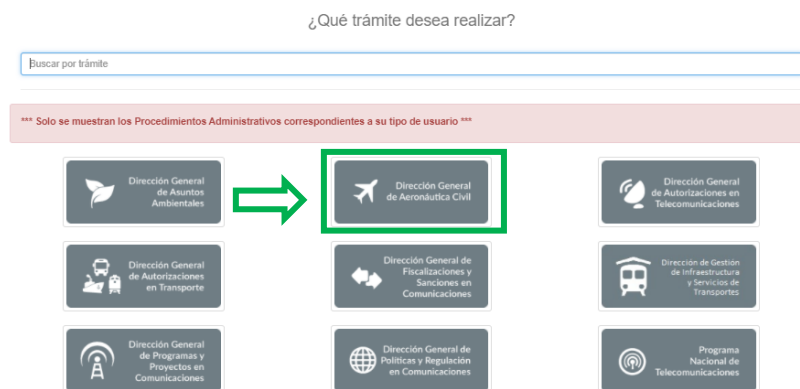 ¿Qué trámite desea realizar?
Buscar por trámite
*** Solo se muestran los Procedimientos Administrativos correspondientes a su tipo de usuario ***
Dirección General
de Asuntos
Ambientales
Dirección General
de Aeronáutica Civil
Dirección General
de Autorizaciones en
Telecomunicaciones
Dirección General
de Autorizaciones
en Transporte
Dirección General de
Fiscalizaciones y
Sanciones en
Comunicaciones
Dirección de Gestión
de Infraestructura
y Servicios de
Transportes
Dirección General
de Programas y
Proyectos en
Comunicaciones
Dirección General de
Políticas y Regulación
en Comunicaciones
Programa
Nacional de
Telecomunicaciones